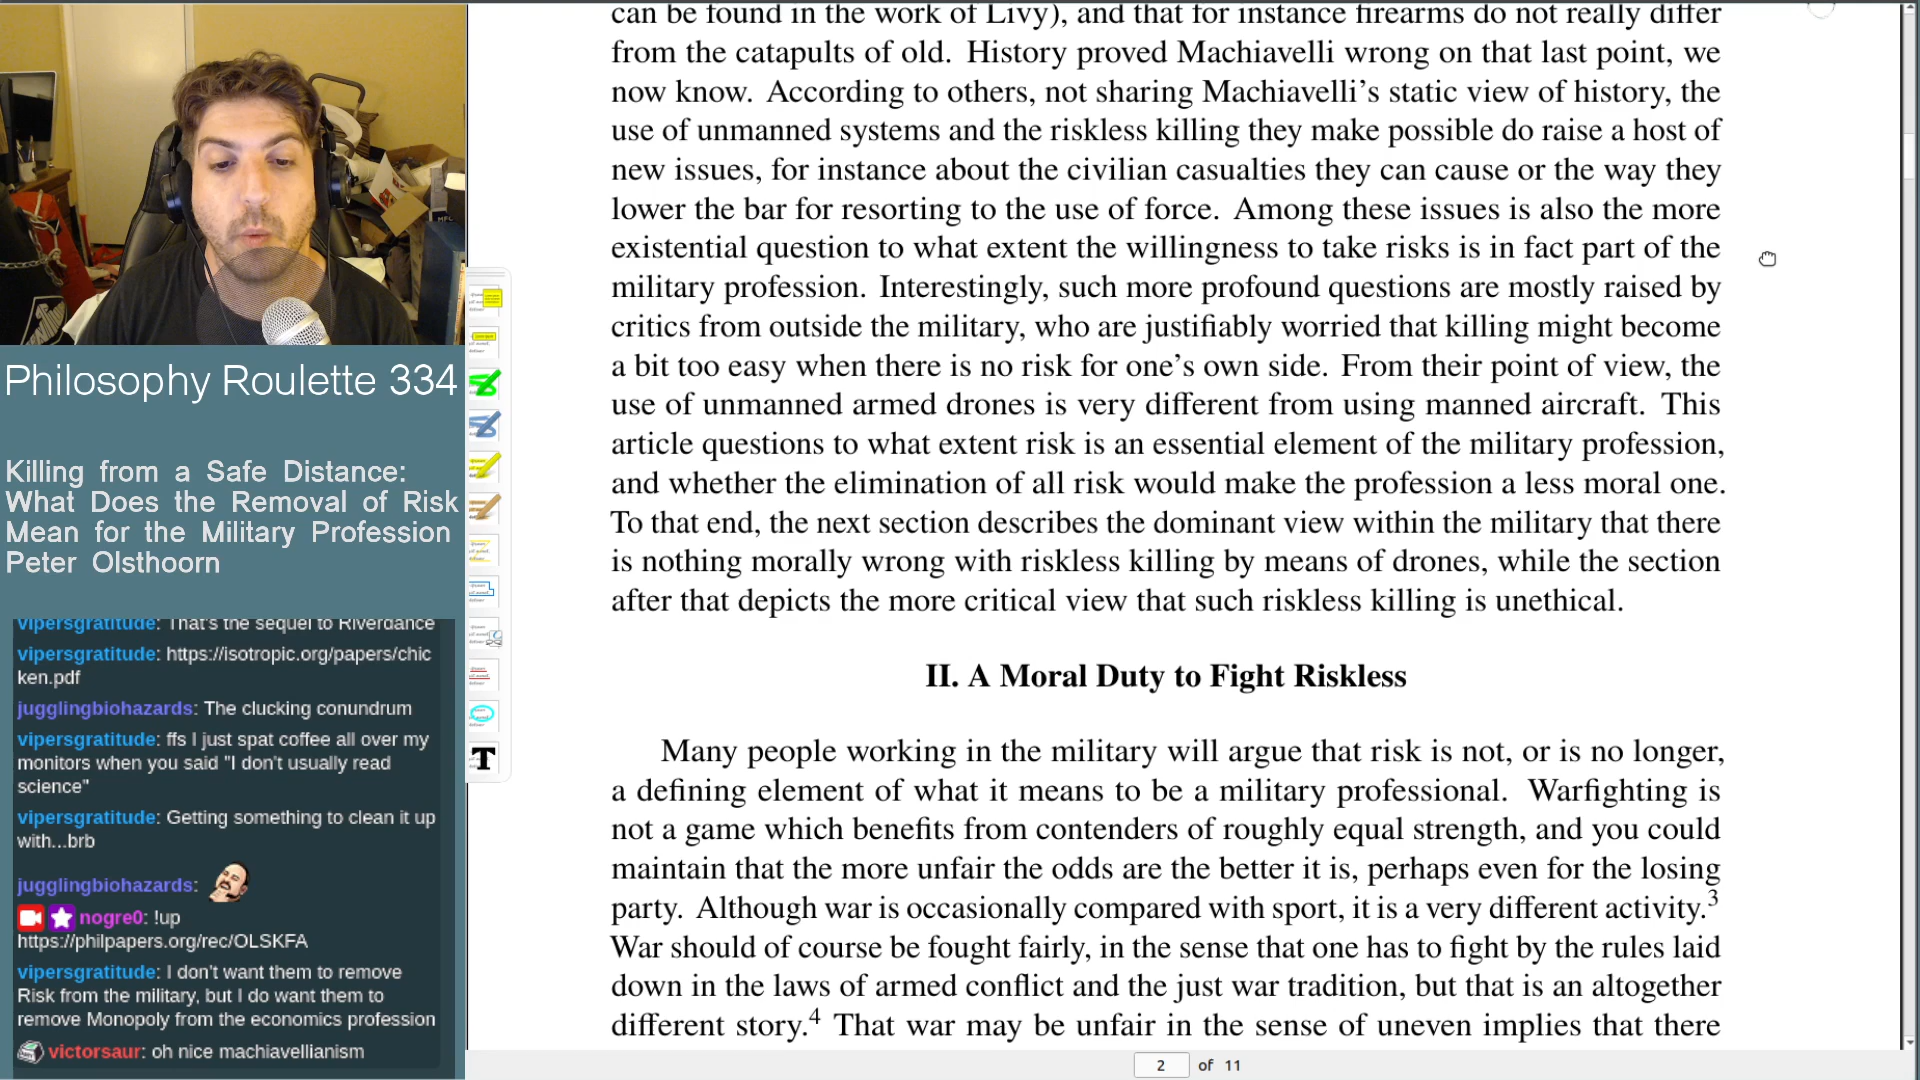 Philosophy Roulette 334
Killing from a Safe Distance:
What Does the Removal of Risk
Mean for the Military Profession
Peter Olsthoorn
vipersgratitude: That's the sequel to Riverdance
vipersgratitude: https://isotropic.org/papers/chic
ken.pdf
jugglingbiohazards: The clucking conundrum
vipersgratitude: ffs I just spat coffee all over my
monitors when you said "I don't usually read
science"
vipersgratitude: Getting something to clean it up
with...brb
jugglingbiohazards:
nogre0: !up
https://philpapers.org/rec/OLSKFA
vipersgratitude: I don't want them to remove
Risk from the military, but I do want them to
remove Monopoly from the economics profession
victorsaur: oh nice machiavellianism
T
can be found in the work of Livy), and that for instance firearms do not really differ
from the catapults of old. History proved Machiavelli wrong on that last point, we
now know. According to others, not sharing Machiavelli's static view of history, the
use of unmanned systems and the riskless killing they make possible do raise a host of
new issues, for instance about the civilian casualties they can cause or the way they
lower the bar for resorting to the use of force. Among these issues is also the more
existential question to what extent the willingness to take risks is in fact part of the
military profession. Interestingly, such more profound questions are mostly raised by
critics from outside the military, who are justifiably worried that killing might become
a bit too easy when there is no risk for one's own side. From their point of view, the
use of unmanned armed drones is very different from using manned aircraft. This
article questions to what extent risk is an essential element of the military profession,
and whether the elimination of all risk would make the profession a less moral one.
To that end, the next section describes the dominant view within the military that there
is nothing morally wrong with riskless killing by means of drones, while the section
after that depicts the more critical view that such riskless killing is unethical.
II. A Moral Duty to Fight Riskless
Many people working in the military will argue that risk is not, or is no longer,
a defining element of what it means to be a military professional. Warfighting is
not a game which benefits from contenders of roughly equal strength, and you could
maintain that the more unfair the odds are the better it is, perhaps even for the losing
party. Although war is occasionally compared with sport, it is a very different activity.3
War should of course be fought fairly, in the sense that one has to fight by the rules laid
down in the laws of armed conflict and the just war tradition, but that is an altogether
different story.4 That war may be unfair in the sense of uneven implies that there
2 of 11